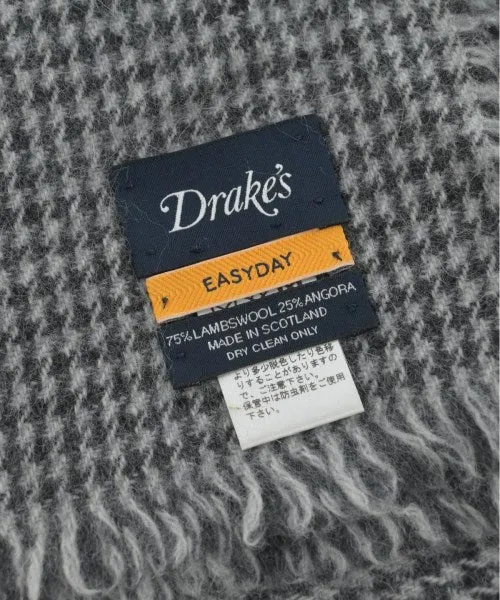 Drake's
EASYDAY
75% LAMBSWOOL 25% ANGORA
MADE IN SCOTLAND
DRY CLEAN ONLY
より多少脱色したり色移
りすることがありますの
で、ご注意下さい。
保管中は防虫剤をご使用
下さい。